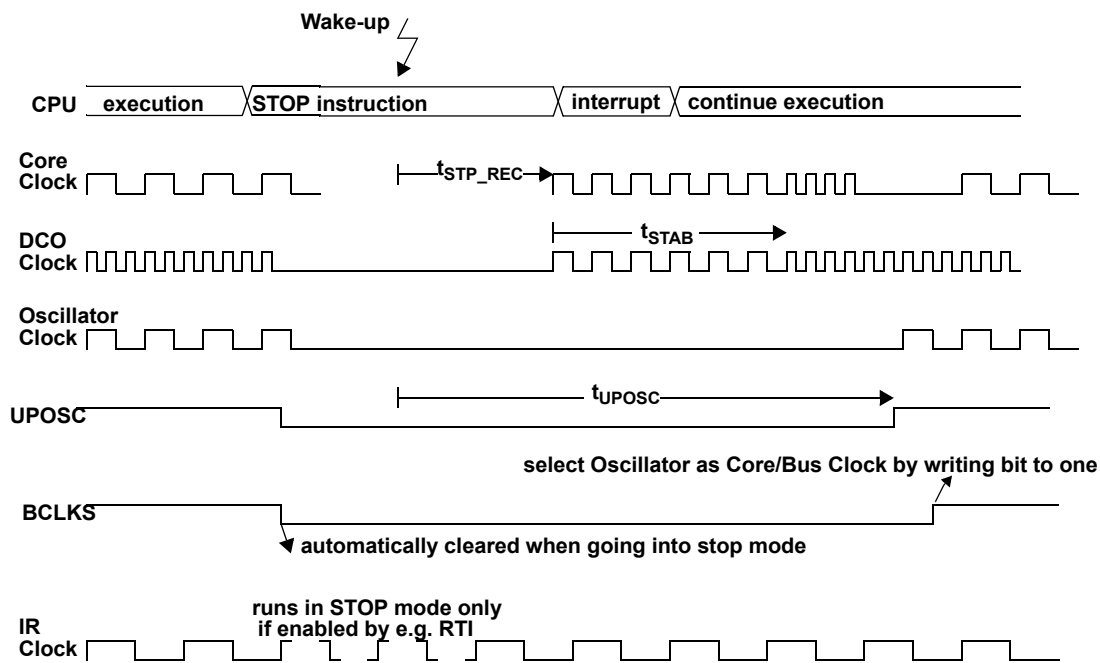 Wake-up
CPU execution STOP instruction interrupt continue execution
Core
Clock
tSTP_REC
DCO
Clock
tSTAB
Oscillator
Clock
UPOSC
tUPOSC
select Oscillator as Core/Bus Clock by writing bit to one
BCLKS
automatically cleared when going into stop mode
runs in STOP mode only
if enabled by e.g. RTI
IR
Clock